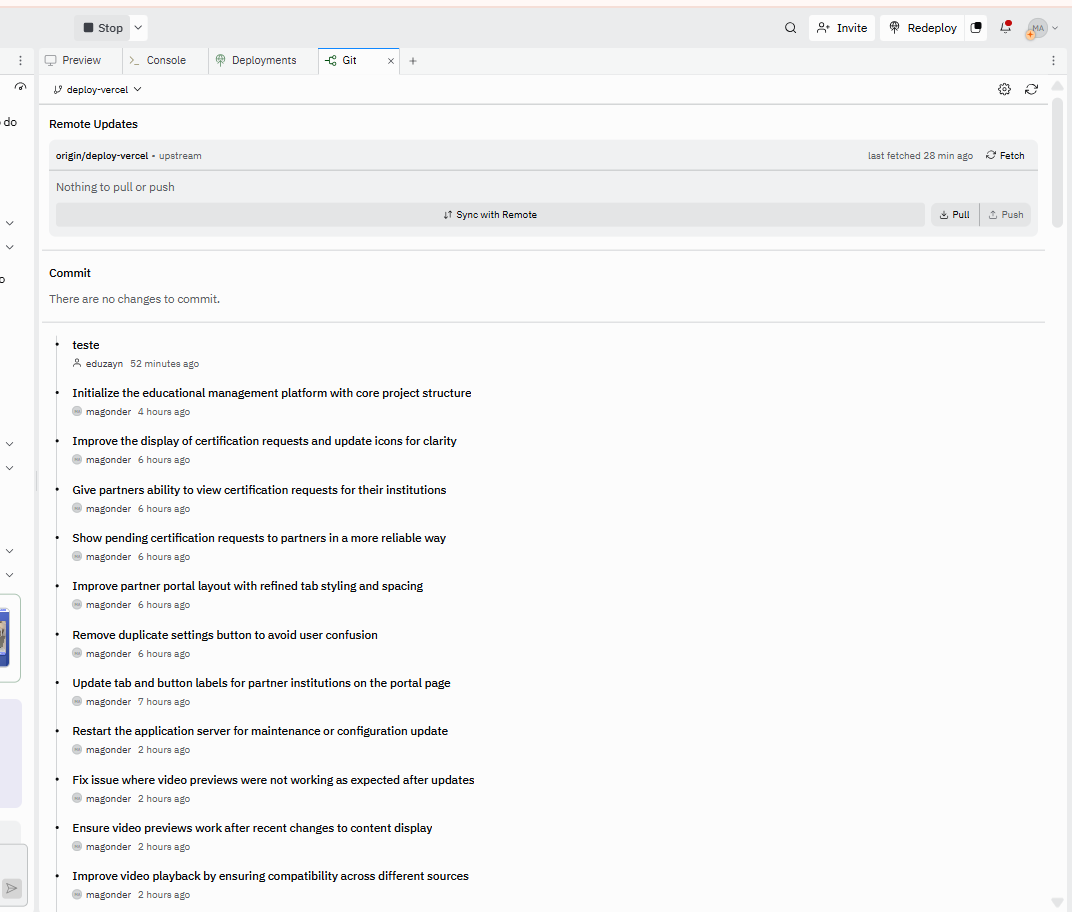 Stop
Invite
Redeploy
MA
Preview
Console
Deployments
Git
do
deploy-vercel
Remote Updates
origin/deploy-vercel • upstream
last fetched 28 min ago
Fetch
Nothing to pull or push
Sync with Remote
Pull
Push
Commit
There are no changes to commit.
teste
eduzayn 52 minutes ago
Initialize the educational management platform with core project structure
magonder 4 hours ago
Improve the display of certification requests and update icons for clarity
magonder 6 hours ago
Give partners ability to view certification requests for their institutions
magonder 6 hours ago
Show pending certification requests to partners in a more reliable way
magonder 6 hours ago
Improve partner portal layout with refined tab styling and spacing
magonder 6 hours ago
Remove duplicate settings button to avoid user confusion
magonder 6 hours ago
Update tab and button labels for partner institutions on the portal page
magonder 7 hours ago
Restart the application server for maintenance or configuration update
magonder 2 hours ago
Fix issue where video previews were not working as expected after updates
magonder 2 hours ago
Ensure video previews work after recent changes to content display
magonder 2 hours ago
Improve video playback by ensuring compatibility across different sources
magonder 2 hours ago